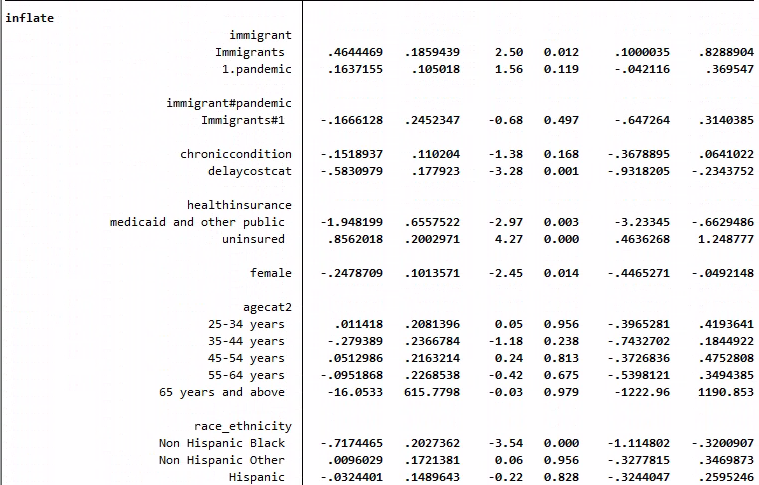 inflate
immigrant
Immigrants .4644469 .1859439 2.50 0.012 .1000035 .8288904
1.pandemic .1637155 .105018 1.56 0.119 -.042116 .369547
immigrant#pandemic
Immigrants#1 -.1666128 .2452347 -0.68 0.497 -.647264 .3140385
chroniccondition -.1518937 .110204 -1.38 0.168 -.3678895 .0641022
delaycostcat -.5830979 .177923 -3.28 0.001 -.9318205 -.2343752
healthinsurance
medicaid and other public -1.948199 .6557522 -2.97 0.003 -3.23345 -.6629486
uninsured .8562018 .2002971 4.27 0.000 .4636268 1.248777
female -.2478709 .1013571 -2.45 0.014 -.4465271 -.0492148
agecat2
25-34 years .011418 .2081396 0.05 0.956 -.3965281 .4193641
35-44 years -.279389 .2366784 -1.18 0.238 -.7432702 .1844922
45-54 years .0512986 .2163214 0.24 0.813 -.3726836 .4752808
55-64 years -.0951868 .2268538 -0.42 0.675 -.5398121 .3494385
65 years and above -16.0533 615.7798 -0.03 0.979 -1222.96 1190.853
race_ethnicity
Non Hispanic Black -.7174465 .2027362 -3.54 0.000 -1.114802 -.3200907
Non Hispanic Other .0096029 .1721381 0.06 0.956 -.3277815 .3469873
Hispanic -.0324401 .1489643 -0.22 0.828 -.3244047 .2595246